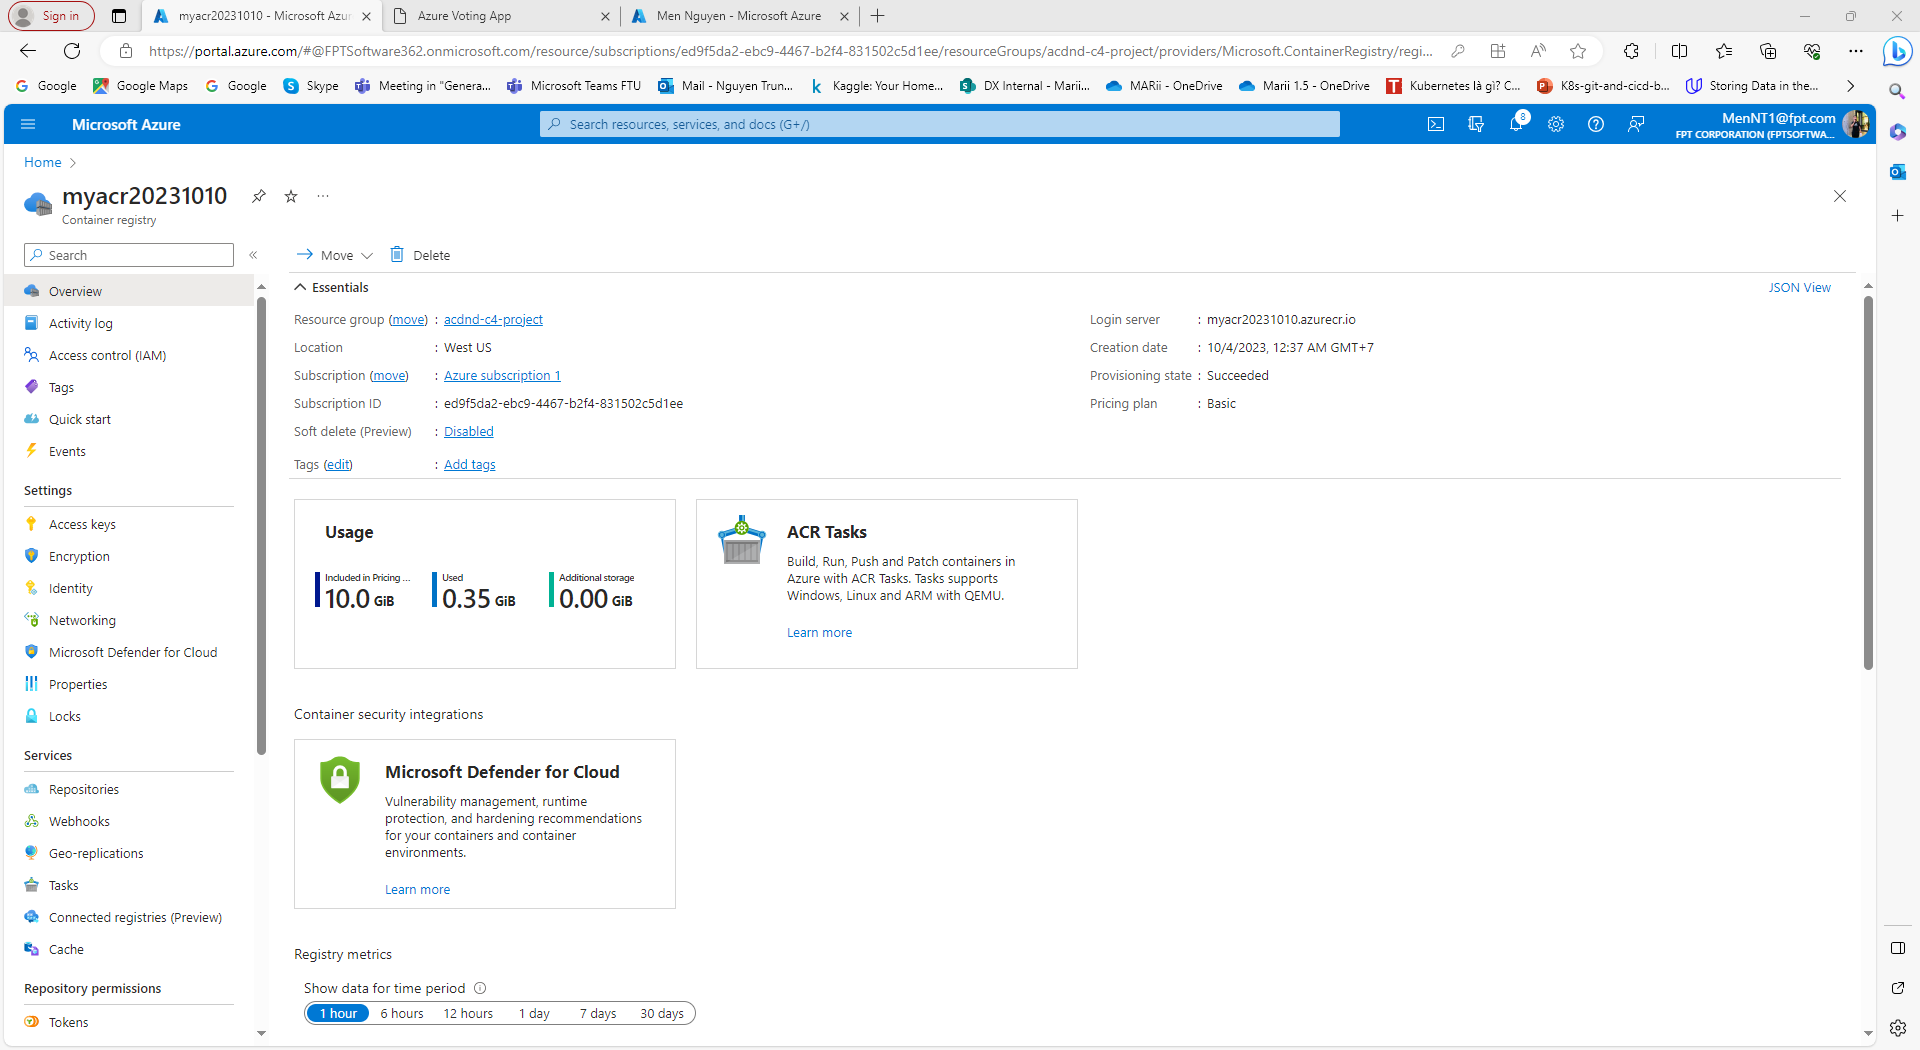 Sign in
myacr20231010 - Microsoft Azur
Azure Voting App
Men Nguyen - Microsoft Azure
https://portal.azure.com/#@FPTSoftware362.onmicrosoft.com/resource/subscriptions/ed9f5da2-ebc9-4467-b2f4-831502c5d1ee/resourceGroups/acdnd-c4-project/providers/Microsoft.ContainerRegistry/regi...
Google
Google Maps
Google
Skype
Meeting in "Genera...
Microsoft Teams FTU
Mail - Nguyen Trun...
Kaggle: Your Home...
DX Internal - Marii...
MARii - OneDrive
Marii 1.5 - OneDrive
Kubernetes là gì? C...
K8s-git-and-cicd-b...
Storing Data in the...
Microsoft Azure
Search resources, services, and docs (G+/)
8
MenNT1@fpt.com
FPT CORPORATION (FPTSOFTWA...
Home
myacr20231010
Container registry
Search
Overview
Activity log
Access control (IAM)
Tags
Quick start
Events
Settings
Access keys
Encryption
Identity
Networking
Microsoft Defender for Cloud
Properties
Locks
Services
Repositories
Webhooks
Geo-replications
Tasks
Connected registries (Preview)
Cache
Repository permissions
Tokens
Move
Delete
Essentials
JSON View
Resource group (move) : acdnd-c4-project
Location : West US
Subscription (move) : Azure subscription 1
Subscription ID : ed9f5da2-ebc9-4467-b2f4-831502c5d1ee
Soft delete (Preview) : Disabled
Tags (edit) : Add tags
Login server : myacr20231010.azurecr.io
Creation date : 10/4/2023, 12:37 AM GMT+7
Provisioning state : Succeeded
Pricing plan : Basic
Usage
Included in Pricing ...
10.0 GiB
Used
0.35 GiB
Additional storage
0.00 GiB
ACR Tasks
Build, Run, Push and Patch containers in
Azure with ACR Tasks. Tasks supports
Windows, Linux and ARM with QEMU.
Learn more
Container security integrations
Microsoft Defender for Cloud
Vulnerability management, runtime
protection, and hardening recommendations
for your containers and container
environments.
Learn more
Registry metrics
Show data for time period
1 hour
6 hours
12 hours
1 day
7 days
30 days